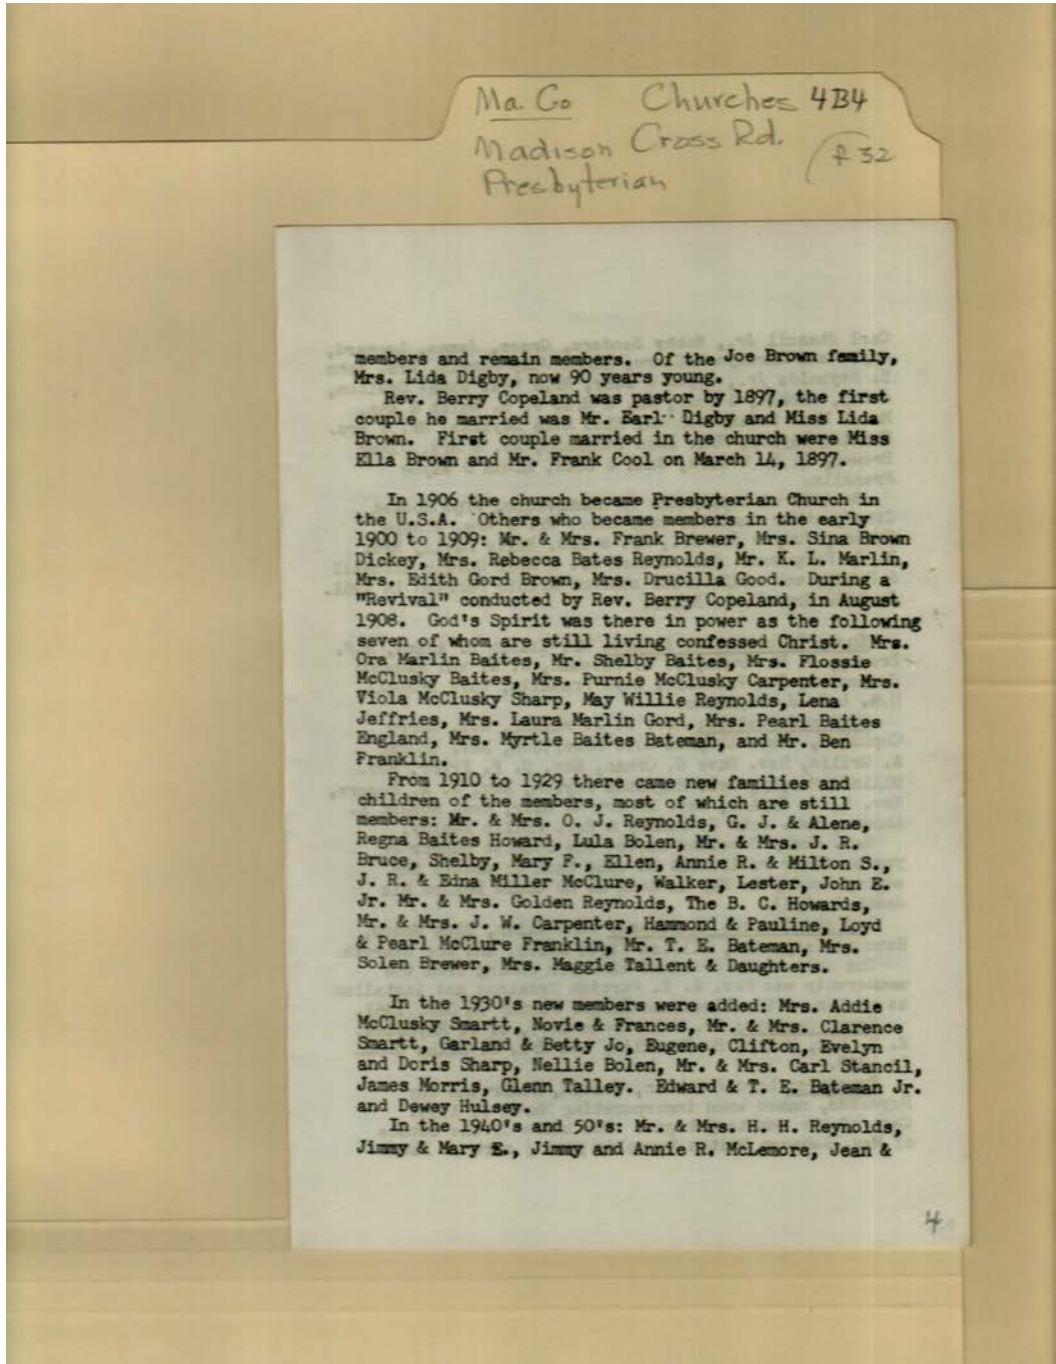 Ma. Co Churches 4B4
Madison Cross Rd.
Presbyterian
F32
members and remain members. Of the Joe Brown family,
Mrs. Lida Digby, now 90 years young.
Rev. Berry Copeland was pastor by 1897, the first
couple he married was Mr. Earl Digby and Miss Lida
Brown. First couple married in the church were Miss
Ella Brown and Mr. Frank Cool on March 14, 1897.
In 1906 the church became Presbyterian Church in
the U.S.A. Others who became members in the early
1900 to 1909: Mr. & Mrs. Frank Brewer, Mrs. Sina Brown
Dickey, Mrs. Rebecca Bates Reynolds, Mr. K. L. Marlin,
Mrs. Edith Gord Brown, Mrs. Drucilla Good. During a
"Revival" conducted by Rev. Berry Copeland, in August
1908. God's Spirit was there in power as the following
seven of whom are still living confessed Christ. Mrs.
Ora Marlin Baites, Mr. Shelby Baites, Mrs. Flossie
McClusky Baites, Mrs. Purnie McClusky Carpenter, Mrs.
Viola McClusky Sharp, May Willie Reynolds, Lena
Jeffries, Mrs. Laura Marlin Gord, Mrs. Pearl Baites
England, Mrs. Myrtle Baites Bateman, and Mr. Ben
Franklin.
From 1910 to 1929 there came new families and
children of the members, most of which are still
members: Mr. & Mrs. O. J. Reynolds, G. J. & Alene,
Regna Baites Howard, Lula Bolen, Mr. & Mrs. J. R.
Bruce, Shelby, Mary F., Ellen, Annie R. & Milton S.,
J. R. & Edna Miller McClure, Walker, Lester, John E.
Jr. Mr. & Mrs. Golden Reynolds, The B. C. Howards,
Mr. & Mrs. J. W. Carpenter, Hammond & Pauline, Loyd
& Pearl McClure Franklin, Mr. T. E. Bateman, Mrs.
Solen Brewer, Mrs. Maggie Tallent & Daughters.
In the 1930's new members were added: Mrs. Addie
McClusky Smartt, Novie & Frances, Mr. & Mrs. Clarence
Smartt, Garland & Betty Jo, Eugene, Clifton, Evelyn
and Doris Sharp, Nellie Bolen, Mr. & Mrs. Carl Stancil,
James Morris, Glenn Talley. Edward & T. E. Bateman Jr.
and Dewey Hulsey.
In the 1940's and 50's: Mr. & Mrs. H. H. Reynolds,
Jimmy & Mary E., Jimmy and Annie R. McLemore, Jean &
4